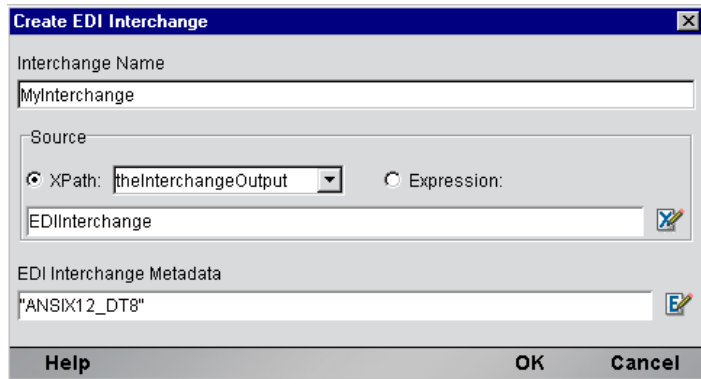 Create EDI Interchange
Interchange Name
MyInterchange
Source
XPath: theInterchangeOutput Expression:
EDIInterchange
EDI Interchange Metadata
"ANSIX12_DT8"
Help OK Cancel